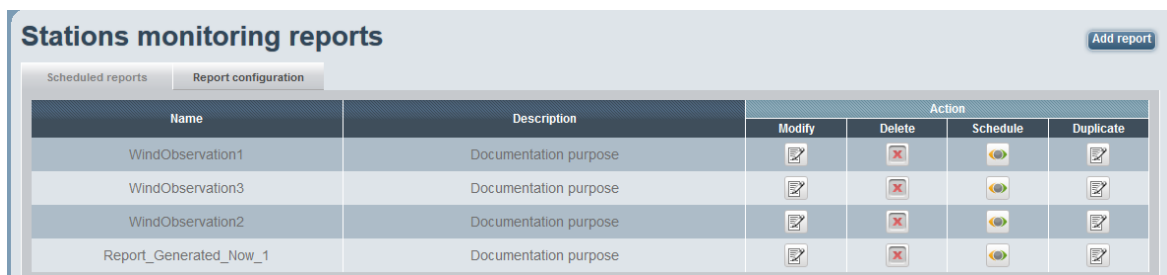 Stations monitoring reports
Add report
Scheduled reports Report configuration
Name Description Action
Modify Delete Schedule Duplicate
WindObservation1 Documentation purpose
WindObservation3 Documentation purpose
WindObservation2 Documentation purpose
Report_Generated_Now_1 Documentation purpose